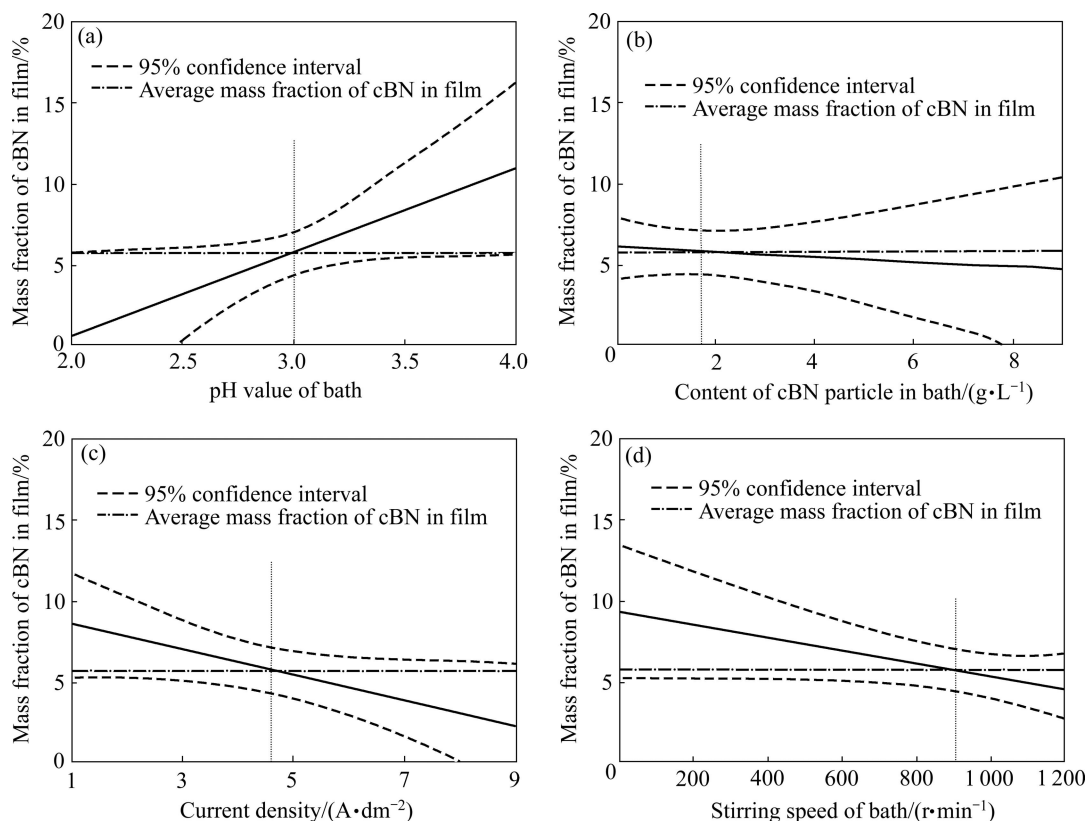 (a)
95% confidence interval
Average mass fraction of cBN in film
Mass fraction of cBN in film/%
20
15
10
5
0
2.0 2.5 3.0 3.5 4.0
pH value of bath
(b)
95% confidence interval
Average mass fraction of cBN in film
Mass fraction of cBN in film/%
20
15
10
5
0
2 4 6 8
Content of cBN particle in bath/(g•L⁻¹)
(c)
95% confidence interval
Average mass fraction of cBN in film
Mass fraction of cBN in film/%
20
15
10
5
0
1 3 5 7 9
Current density/(A•dm⁻²)
(d)
95% confidence interval
Average mass fraction of cBN in film
Mass fraction of cBN in film/%
20
15
10
5
0
200 400 600 800 1 000 1 200
Stirring speed of bath/(r•min⁻¹)